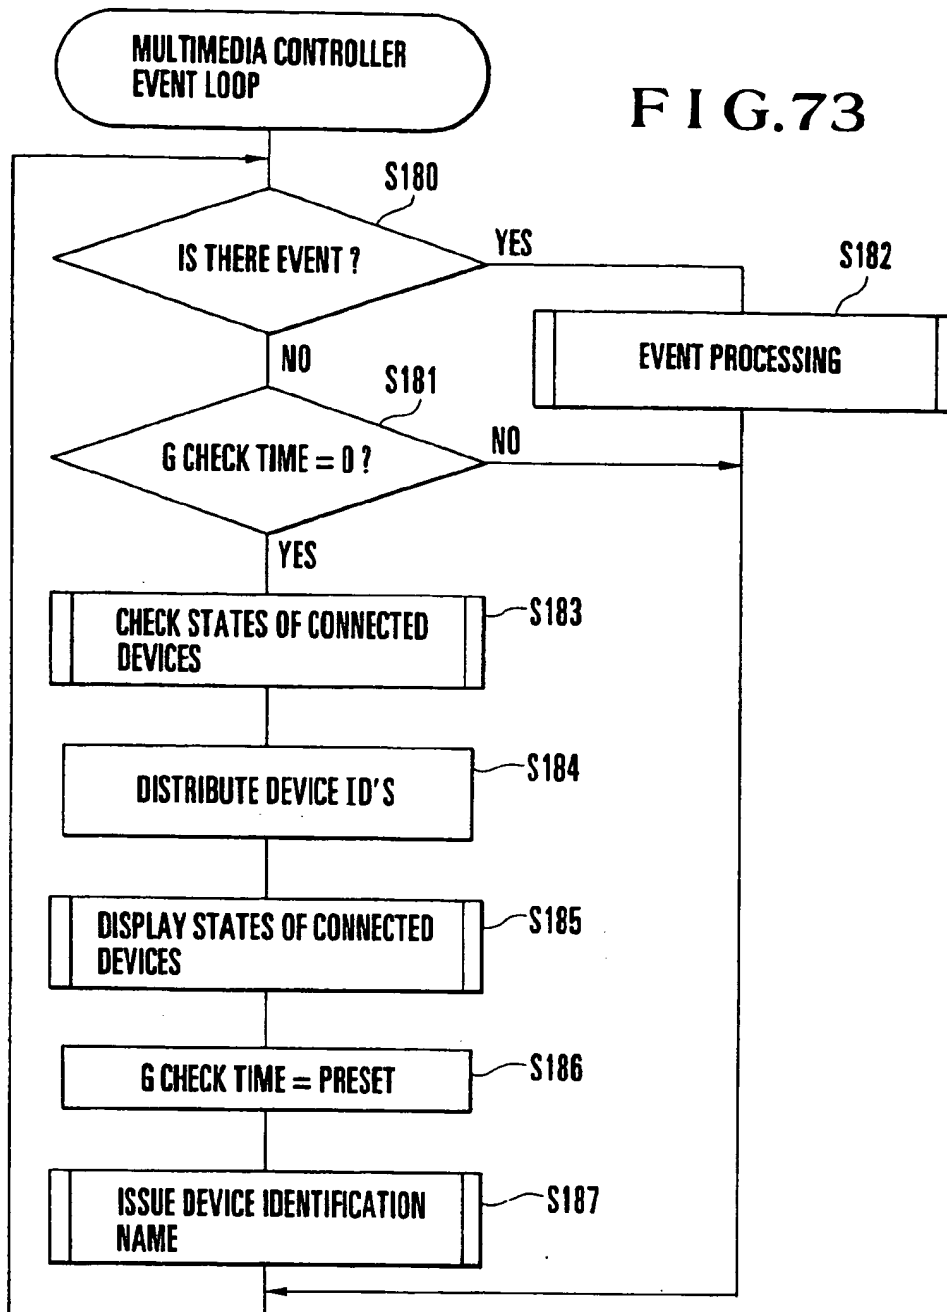 MULTIMEDIA CONTROLLER
EVENT LOOP
FIG.73
S180
IS THERE EVENT ?
YES
S182
EVENT PROCESSING
NO
S181
G CHECK TIME = 0 ?
NO
YES
CHECK STATES OF CONNECTED
DEVICES
S183
DISTRIBUTE DEVICE ID'S
S184
DISPLAY STATES OF CONNECTED
DEVICES
S185
G CHECK TIME = PRESET
S186
ISSUE DEVICE IDENTIFICATION
NAME
S187